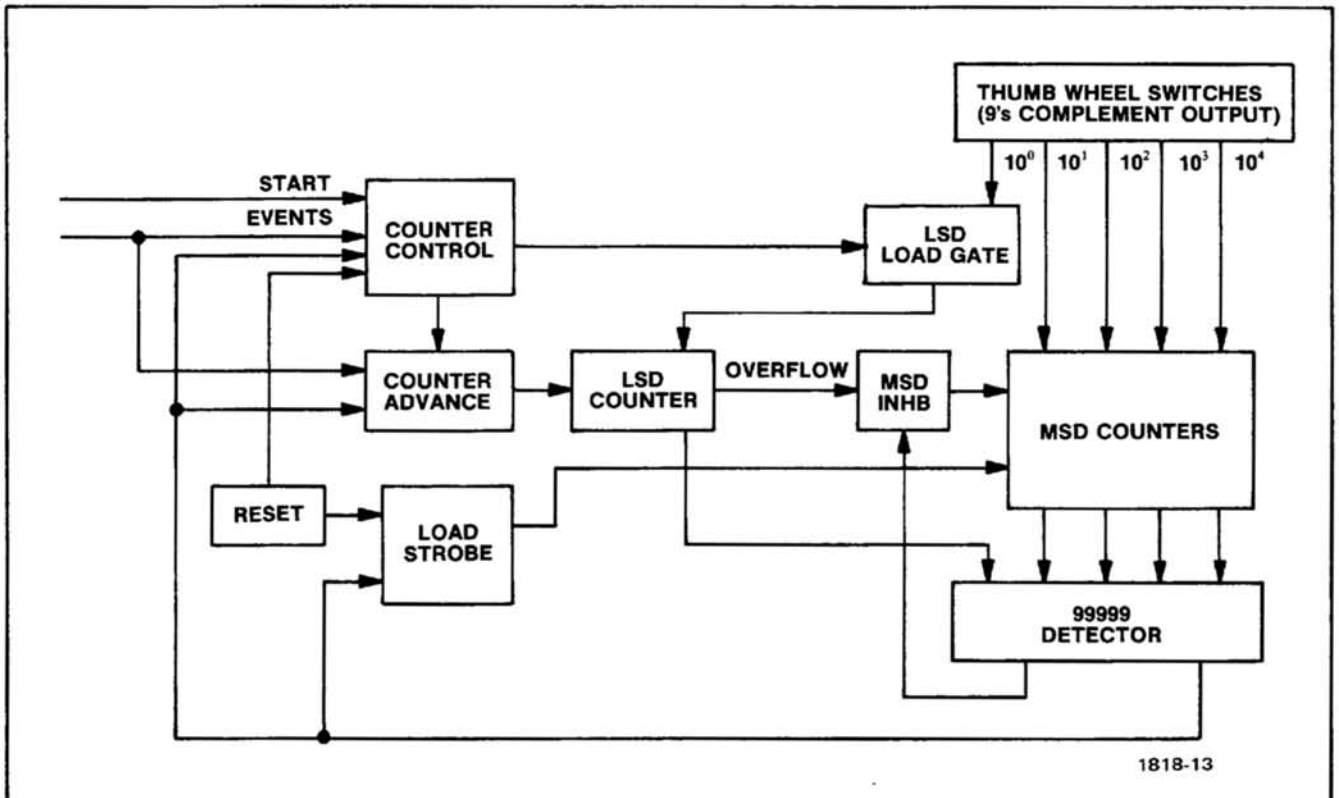 THUMB WHEEL SWITCHES
(9's COMPLEMENT OUTPUT)
10⁰ 10¹ 10² 10³ 10⁴
START
EVENTS
COUNTER
CONTROL
LSD
LOAD GATE
COUNTER
ADVANCE
LSD
COUNTER
OVERFLOW
MSD
INHB
MSD COUNTERS
RESET
LOAD
STROBE
99999
DETECTOR
1818-13